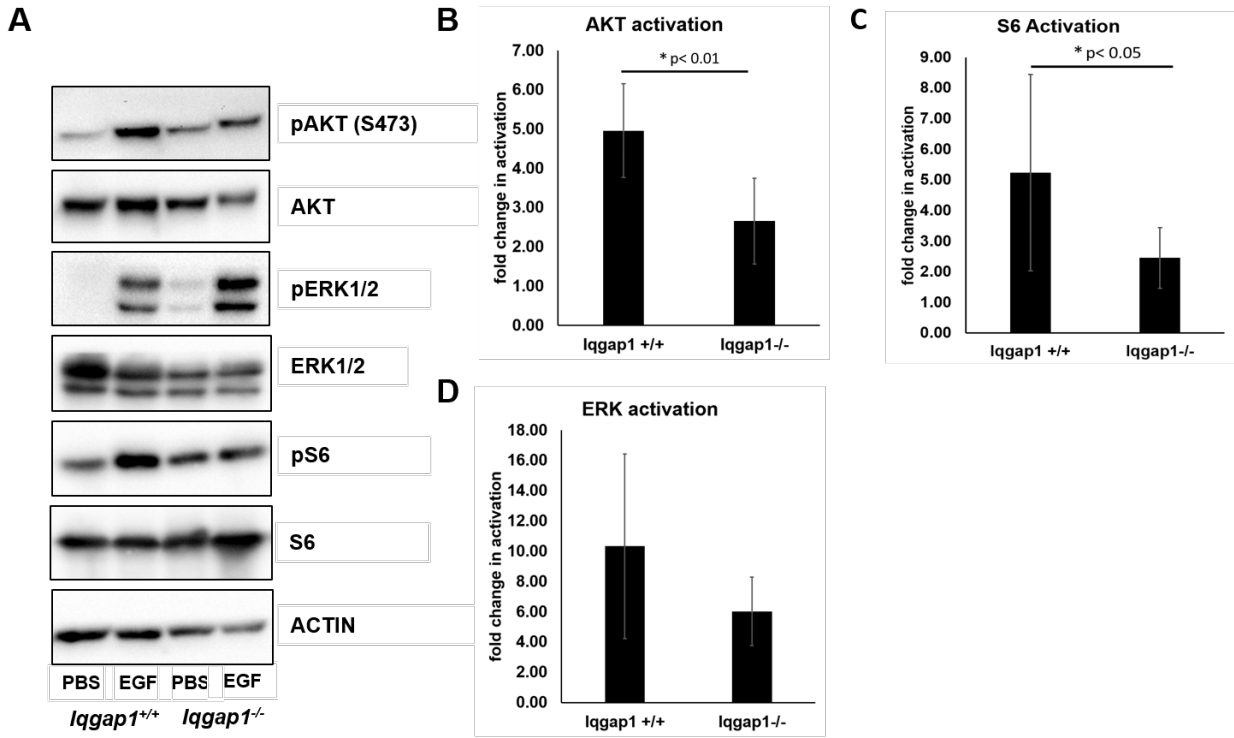 A
pAKT (S473)
AKT
pERK1/2
ERK1/2
pS6
S6
ACTIN
PBS EGF PBS EGF
Iqgap1+/+ Iqgap1-/-
B
AKT activation
* p< 0.01
fold change in activation
7.00
6.00
5.00
4.00
3.00
2.00
1.00
0.00
Iqgap1 +/+ Iqgap1-/-
C
S6 Activation
* p< 0.05
fold change in activation
9.00
8.00
7.00
6.00
5.00
4.00
3.00
2.00
1.00
0.00
Iqgap1 +/+ Iqgap1-/-
D
ERK activation
fold change in activation
18.00
16.00
14.00
12.00
10.00
8.00
6.00
4.00
2.00
0.00
Iqgap1 +/+ Iqgap1-/-